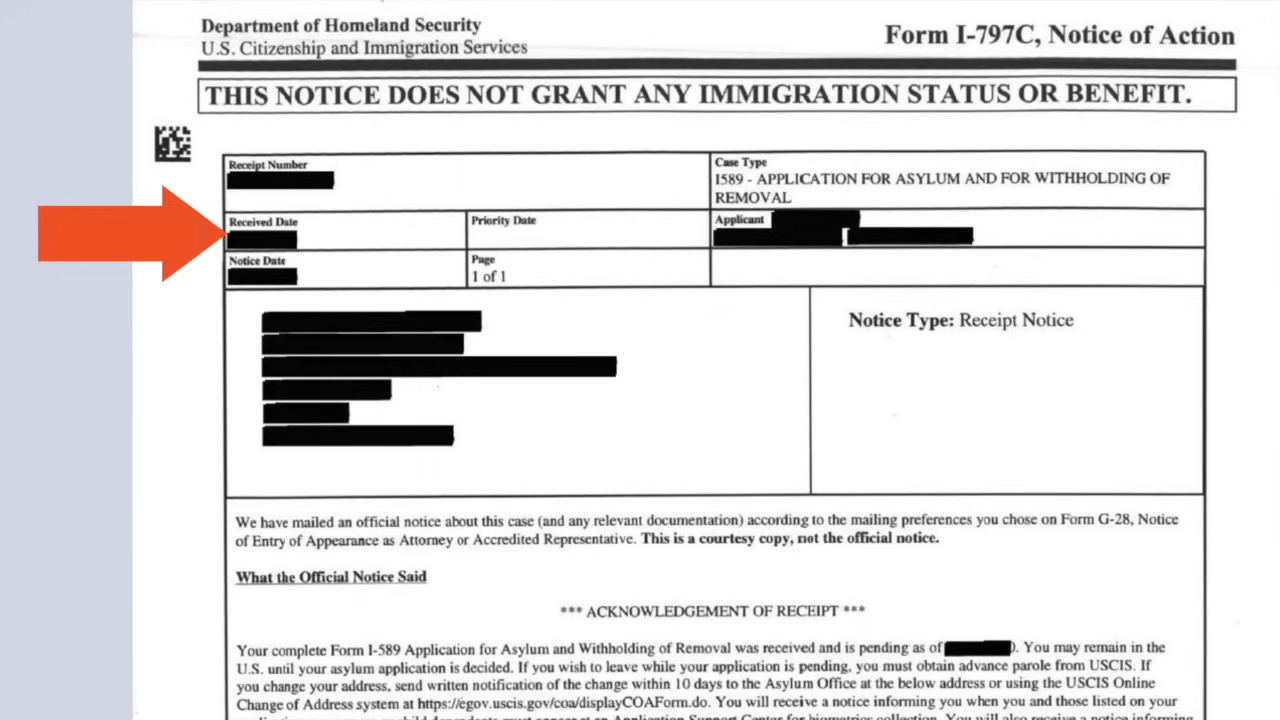 Department of Homeland Security
U.S. Citizenship and Immigration Services
Form I-797C, Notice of Action
THIS NOTICE DOES NOT GRANT ANY IMMIGRATION STATUS OR BENEFIT.
Receipt Number
Case Type
I589 - APPLICATION FOR ASYLUM AND FOR WITHHOLDING OF
REMOVAL
Received Date
Priority Date
Applicant
Notice Date
Page
1 of 1
Notice Type: Receipt Notice
We have mailed an official notice about this case (and any relevant documentation) according to the mailing preferences you chose on Form G-28, Notice
of Entry of Appearance as Attorney or Accredited Representative. This is a courtesy copy, not the official notice.
What the Official Notice Said
*** ACKNOWLEDGEMENT OF RECEIPT ***
Your complete Form I-589 Application for Asylum and Withholding of Removal was received and is pending as of . You may remain in the
U.S. until your asylum application is decided. If you wish to leave while your application is pending, you must obtain advance parole from USCIS. If
you change your address, send written notification of the change within 10 days to the Asylum Office at the below address or using the USCIS Online
Change of Address system at https://egov.uscis.gov/coa/displayCOAForm.do. You will receive a notice informing you when you and those listed on your